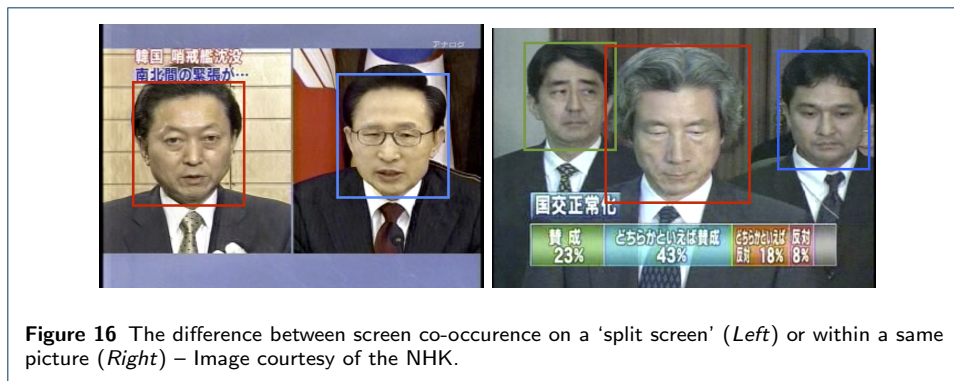 アナログ
韓国 哨戒艦沈没
南北間の緊張が…
国交正常化
賛成 どちらかといえば賛成 どちらかといえば反対 反対
23% 43% 18% 8%
Figure 16 The difference between screen co-occurence on a ‘split screen’ (Left) or within a same
picture (Right) – Image courtesy of the NHK.